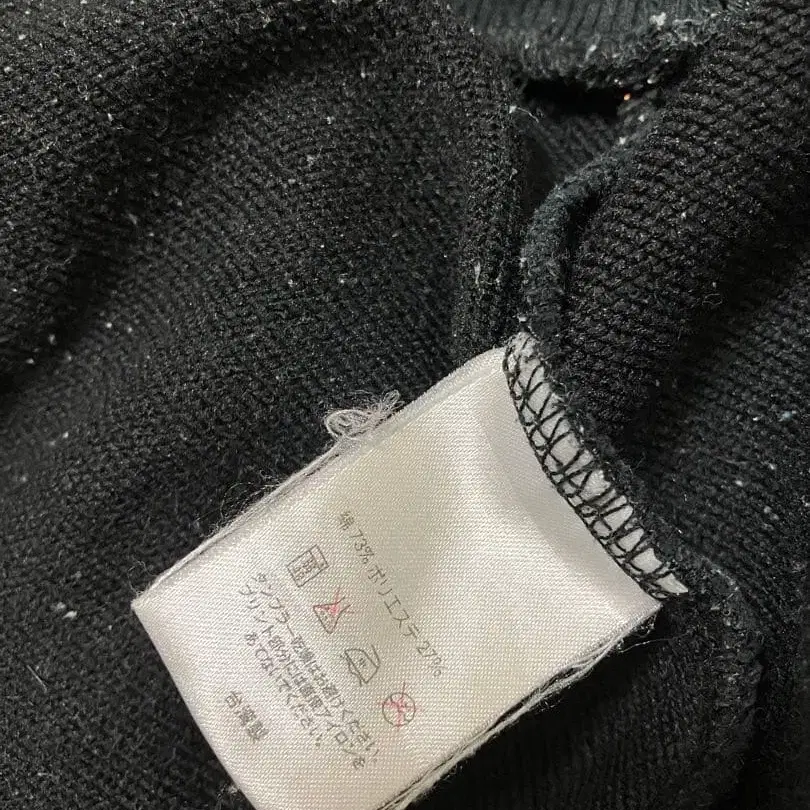 綿 73% ポリエステ 27%
タンブラー乾燥はお避けください。
プリント部分には直接アイロンを
あてないでください。
台湾製